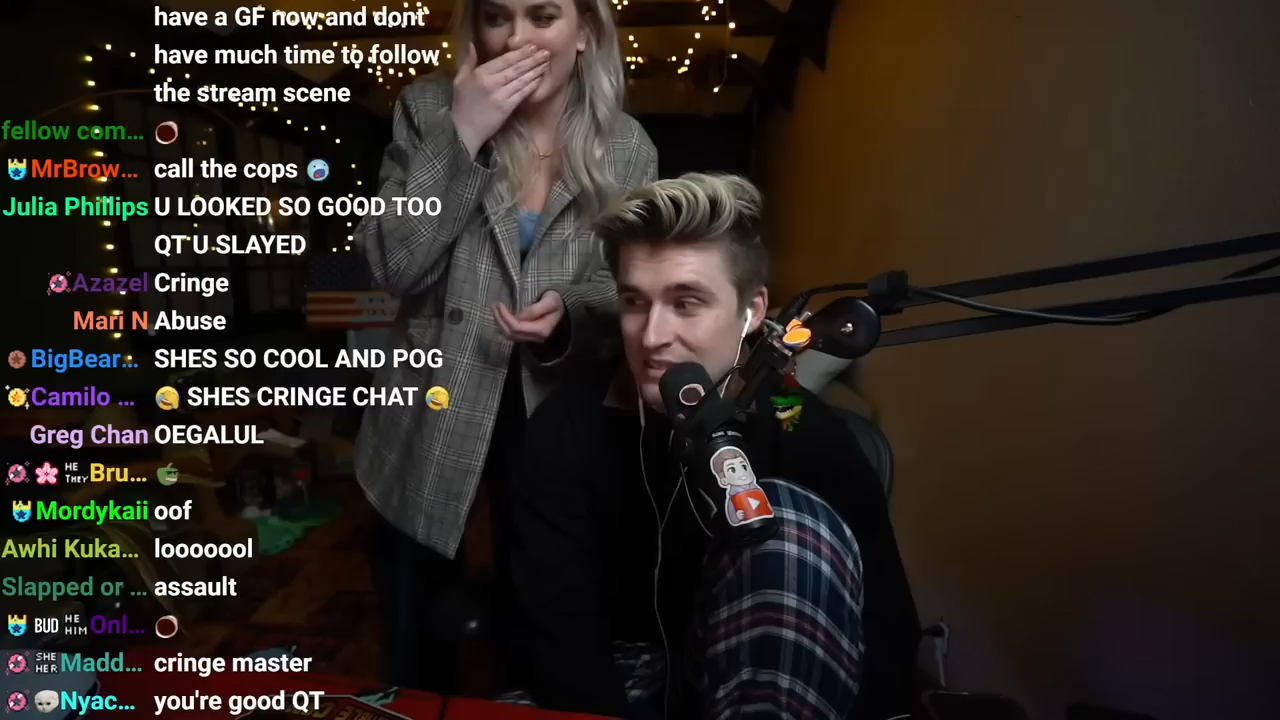 have a GF now and dont
have much time to follow
the stream scene
fellow com...
MrBrow... call the cops
Julia Phillips U LOOKED SO GOOD TOO
QT U SLAYED
Azazel Cringe
Mari N Abuse
BigBear... SHES SO COOL AND POG
Camilo ... SHES CRINGE CHAT
Greg Chan OEGALUL
HE THEY Bru...
Mordykaii oof
Awhi Kuka... looooool
Slapped or ... assault
BUD HE HIM Onl...
SHE HER Madd... cringe master
Nyac... you're good QT